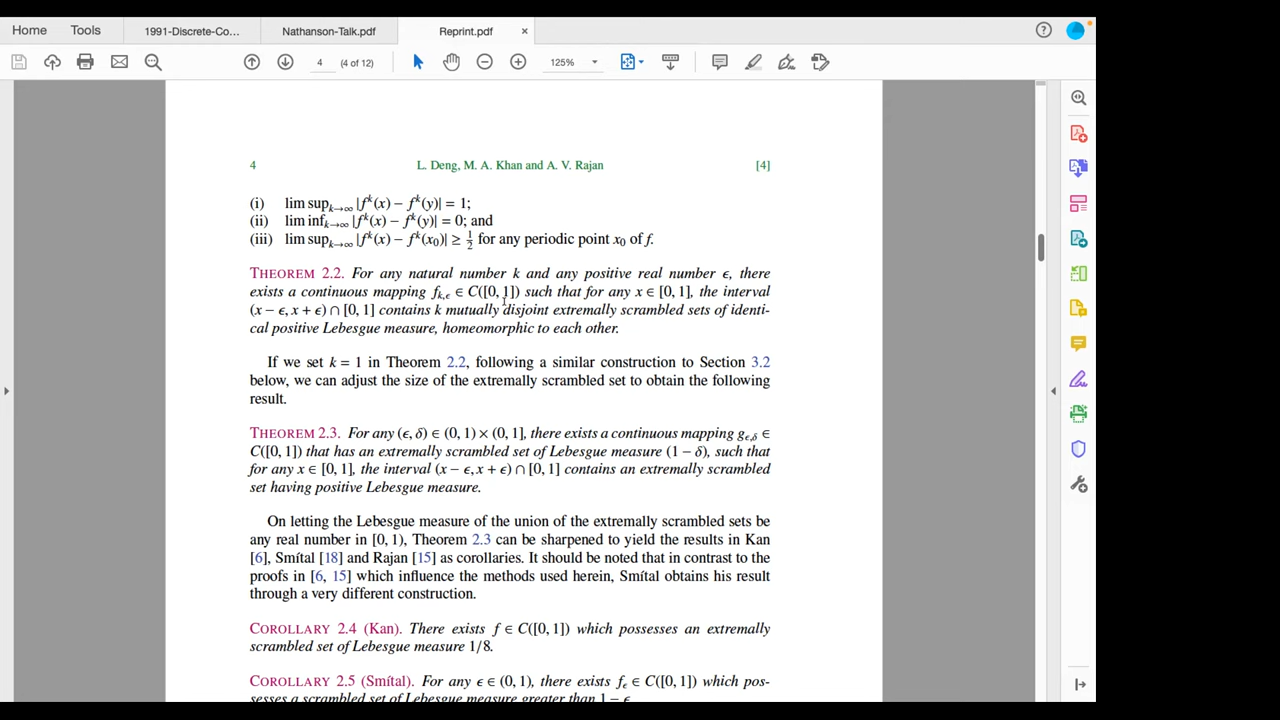 Home Tools 1991-Discrete-Co... Nathanson-Talk.pdf Reprint.pdf ×
4 (4 of 12) 125%
4 L. Deng, M. A. Khan and A. V. Rajan [4]
(i) lim sup_{k→∞} |f^k(x) − f^k(y)| = 1;
(ii) lim inf_{k→∞} |f^k(x) − f^k(y)| = 0; and
(iii) lim sup_{k→∞} |f^k(x) − f^k(x₀)| ≥ 1/2 for any periodic point x₀ of f.
THEOREM 2.2. For any natural number k and any positive real number ϵ, there
exists a continuous mapping f_{k,ϵ} ∈ C([0, 1]) such that for any x ∈ [0, 1], the interval
(x − ϵ, x + ϵ) ∩ [0, 1] contains k mutually disjoint extremally scrambled sets of identi-
cal positive Lebesgue measure, homeomorphic to each other.
If we set k = 1 in Theorem 2.2, following a similar construction to Section 3.2
below, we can adjust the size of the extremally scrambled set to obtain the following
result.
THEOREM 2.3. For any (ϵ, δ) ∈ (0, 1) × (0, 1], there exists a continuous mapping g_{ϵ,δ} ∈
C([0, 1]) that has an extremally scrambled set of Lebesgue measure (1 − δ), such that
for any x ∈ [0, 1], the interval (x − ϵ, x + ϵ) ∩ [0, 1] contains an extremally scrambled
set having positive Lebesgue measure.
On letting the Lebesgue measure of the union of the extremally scrambled sets be
any real number in [0, 1), Theorem 2.3 can be sharpened to yield the results in Kan
[6], Smítal [18] and Rajan [15] as corollaries. It should be noted that in contrast to the
proofs in [6, 15] which influence the methods used herein, Smítal obtains his result
through a very different construction.
COROLLARY 2.4 (Kan). There exists f ∈ C([0, 1]) which possesses an extremally
scrambled set of Lebesgue measure 1/8.
COROLLARY 2.5 (Smítal). For any ϵ ∈ (0, 1), there exists f_ϵ ∈ C([0, 1]) which pos-
sesses a scrambled set of Lebesgue measure greater than 1 − ϵ.